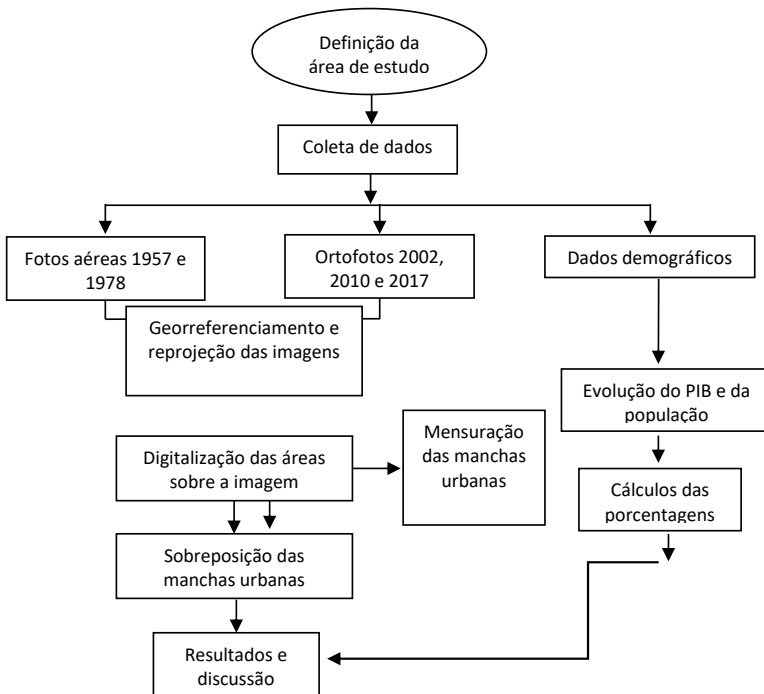 Definição da
área de estudo
Coleta de dados
Fotos aéreas 1957 e
1978
Ortofotos 2002,
2010 e 2017
Dados demográficos
Georreferenciamento e
reprojeção das imagens
Evolução do PIB e da
população
Mensuração
das manchas
urbanas
Digitalização das áreas
sobre a imagem
Cálculos das
porcentagens
Sobreposição das
manchas urbanas
Resultados e
discussão